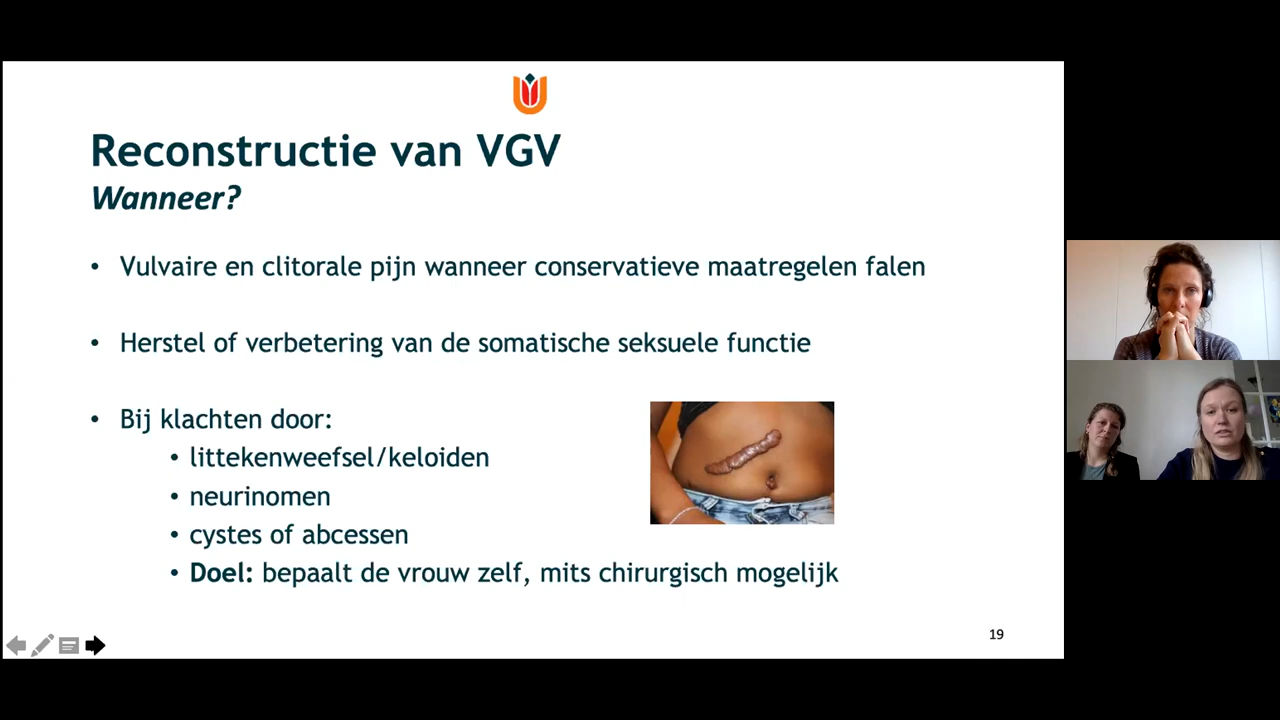 Reconstructie van VGV
Wanneer?
• Vulvaire en clitorale pijn wanneer conservatieve maatregelen falen
• Herstel of verbetering van de somatische seksuele functie
• Bij klachten door:
• littekenweefsel/keloiden
• neurinomen
• cystes of abcessen
• Doel: bepaalt de vrouw zelf, mits chirurgisch mogelijk
19